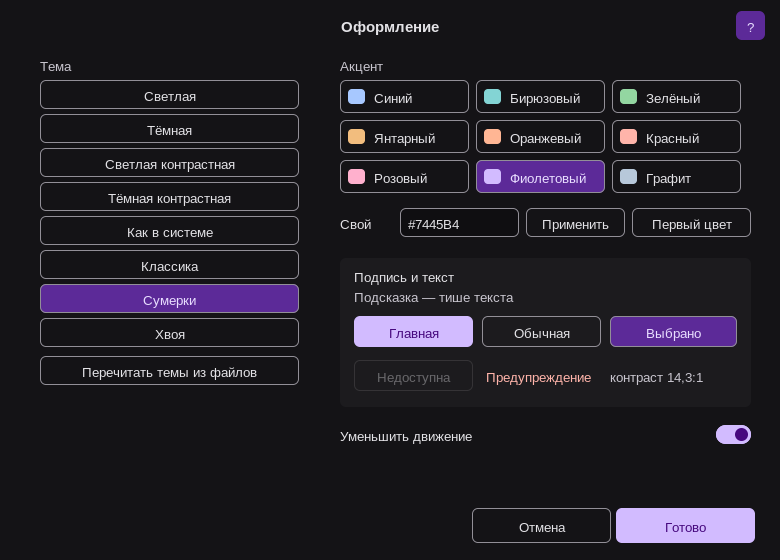 Оформление
?
Тема
Светлая
Тёмная
Светлая контрастная
Тёмная контрастная
Как в системе
Классика
Сумерки
Хвоя
Перечитать темы из файлов
Акцент
Синий
Бирюзовый
Зелёный
Янтарный
Оранжевый
Красный
Розовый
Фиолетовый
Графит
Свой
#7445B4
Применить
Первый цвет
Подпись и текст
Подсказка — тише текста
Главная
Обычная
Выбрано
Недоступна
Предупреждение
контраст 14,3:1
Уменьшить движение
Отмена
Готово